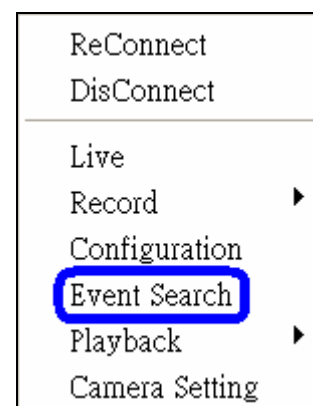 ReConnect
DisConnect
Live
Record
Configuration
Event Search
Playback
Camera Setting